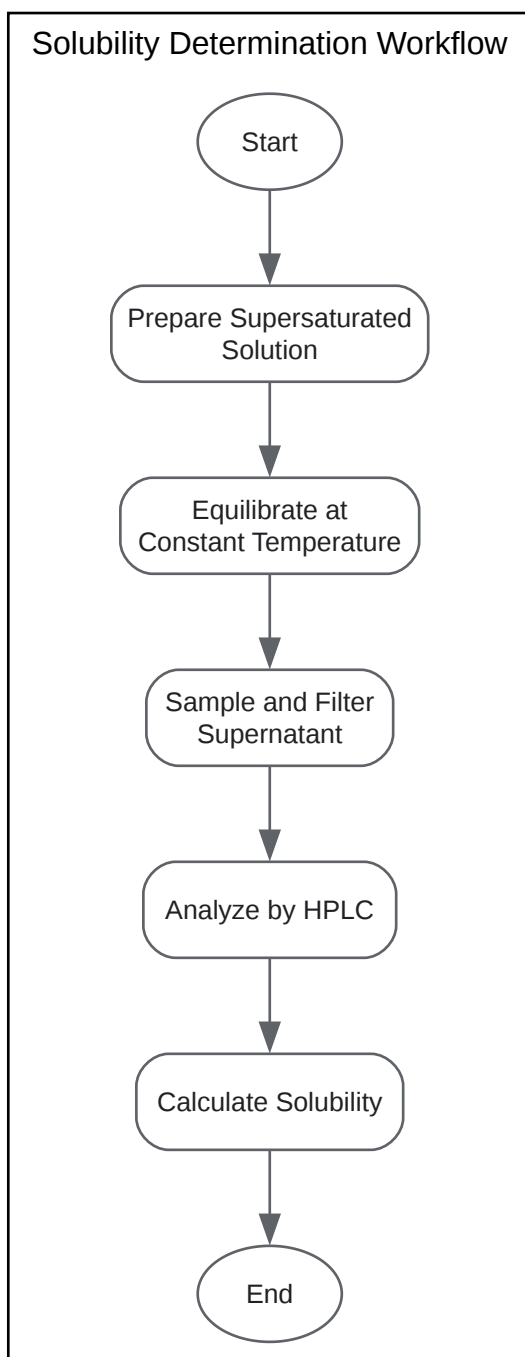 Solubility Determination Workflow
Start
Prepare Supersaturated
Solution
Equilibrate at
Constant Temperature
Sample and Filter
Supernatant
Analyze by HPLC
Calculate Solubility
End